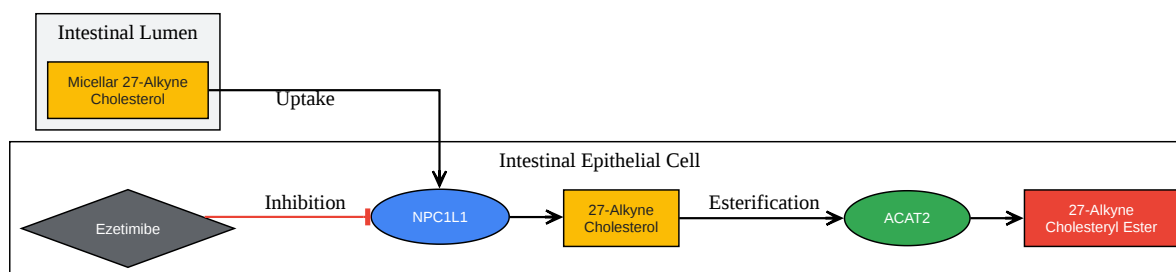 Intestinal Lumen
Micellar 27-Alkyne
Cholesterol
Uptake
Intestinal Epithelial Cell
Ezetimibe
Inhibition
NPC1L1
27-Alkyne
Cholesterol
Esterification
ACAT2
27-Alkyne
Cholesteryl Ester